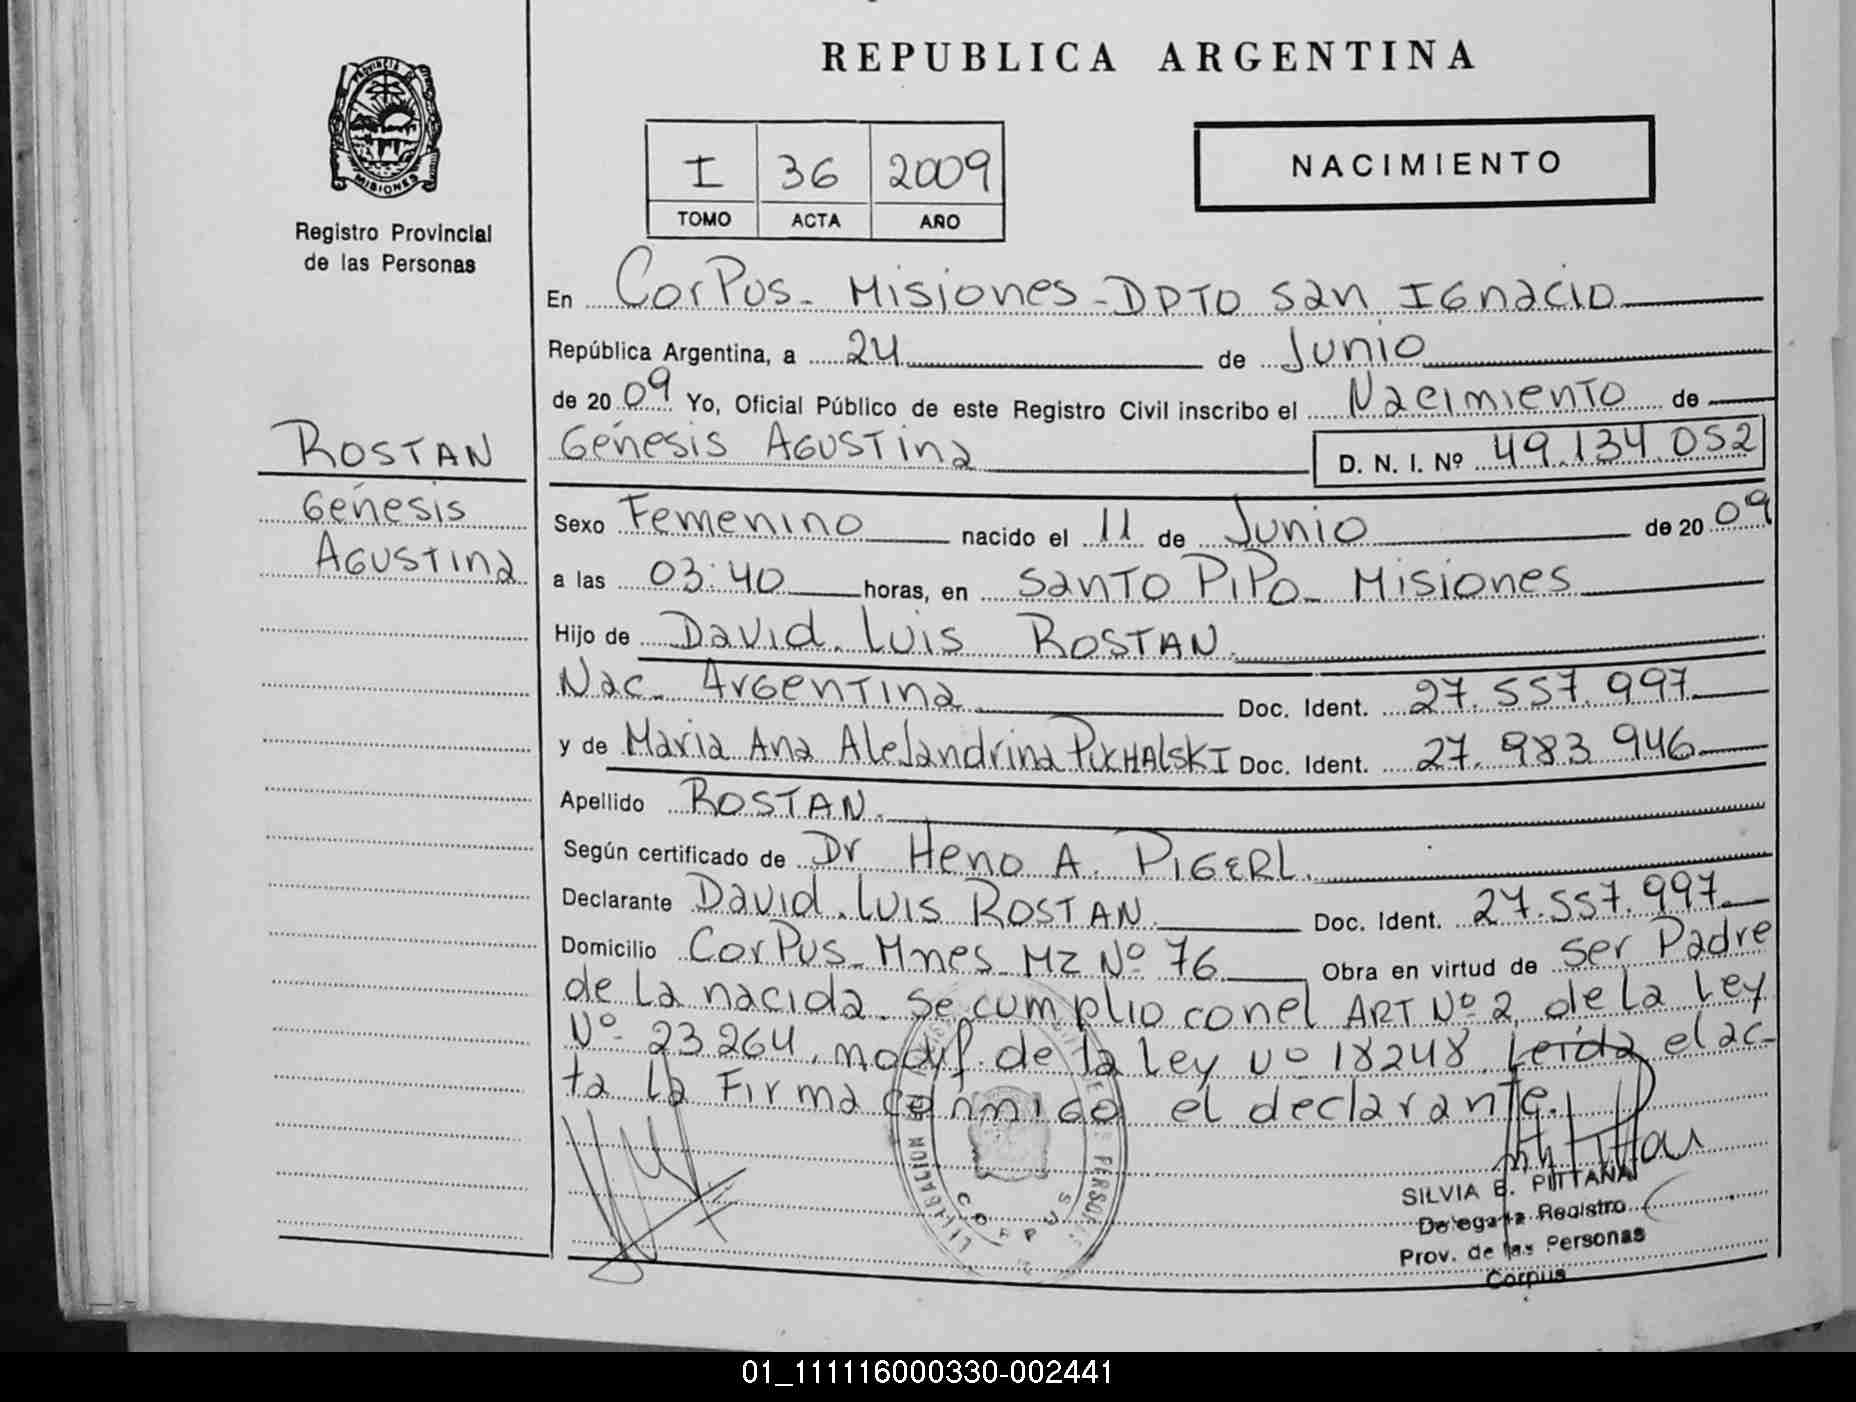 REPUBLICA ARGENTINA
PROVINCIA DE
MISIONES
Registro Provincial
de las Personas
I 36 2009
TOMO ACTA AÑO
NACIMIENTO
En CorPus - Misiones - DPTO San IGnacio
República Argentina, a 24 de Junio
de 2009 Yo, Oficial Público de este Registro Civil inscribo el Nacimiento de
Génesis AGUSTina D. N. I. Nº 49.134.052
ROSTAN
Génesis
AGUSTina
Sexo Femenino nacido el 11 de Junio de 2009
a las 03:40 horas, en SanTO PiPo - Misiones
Hijo de David Luis ROSTAN.
Nac. ArGenTina Doc. Ident. 27.557.997
y de Maria Ana AleJandrina Doc. Ident. 27.983.946
Apellido ROSTAN.
Según certificado de Dr Heno A. PIGERL.
Declarante David Luis ROSTAN Doc. Ident. 27.557.997
Domicilio CorPus - Mnes - MZ Nº 76 Obra en virtud de ser Padre
de La nacida. Se cumplio con el ART Nº 2 de La Ley
Nº 23264, modif. de la Ley Nº 18248. Leida el ac-
ta La Firma conmigo el declarante.
SILVIA B. PITTANA
Delegada Registro
Prov. de las Personas
Corpus
CORPUS
01_111116000330-002441